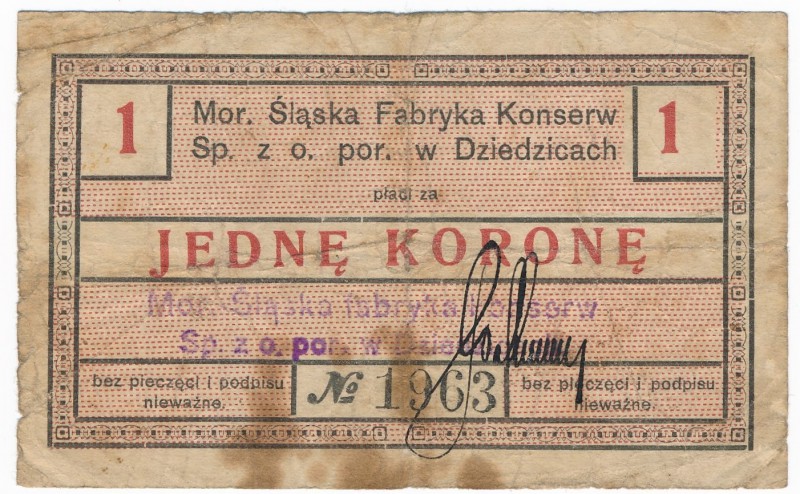 1
Mor. Śląska Fabryka Konserw
Sp. z o. por. w Dziedzicach
1
płaci za
JEDNĘ KORONĘ
Mor. Śląska fabryka Konserw
Sp. z o. por. w
bez pieczęci i podpisu
nieważne.
№ 1963
bez pieczęci i podpisu
nieważne.